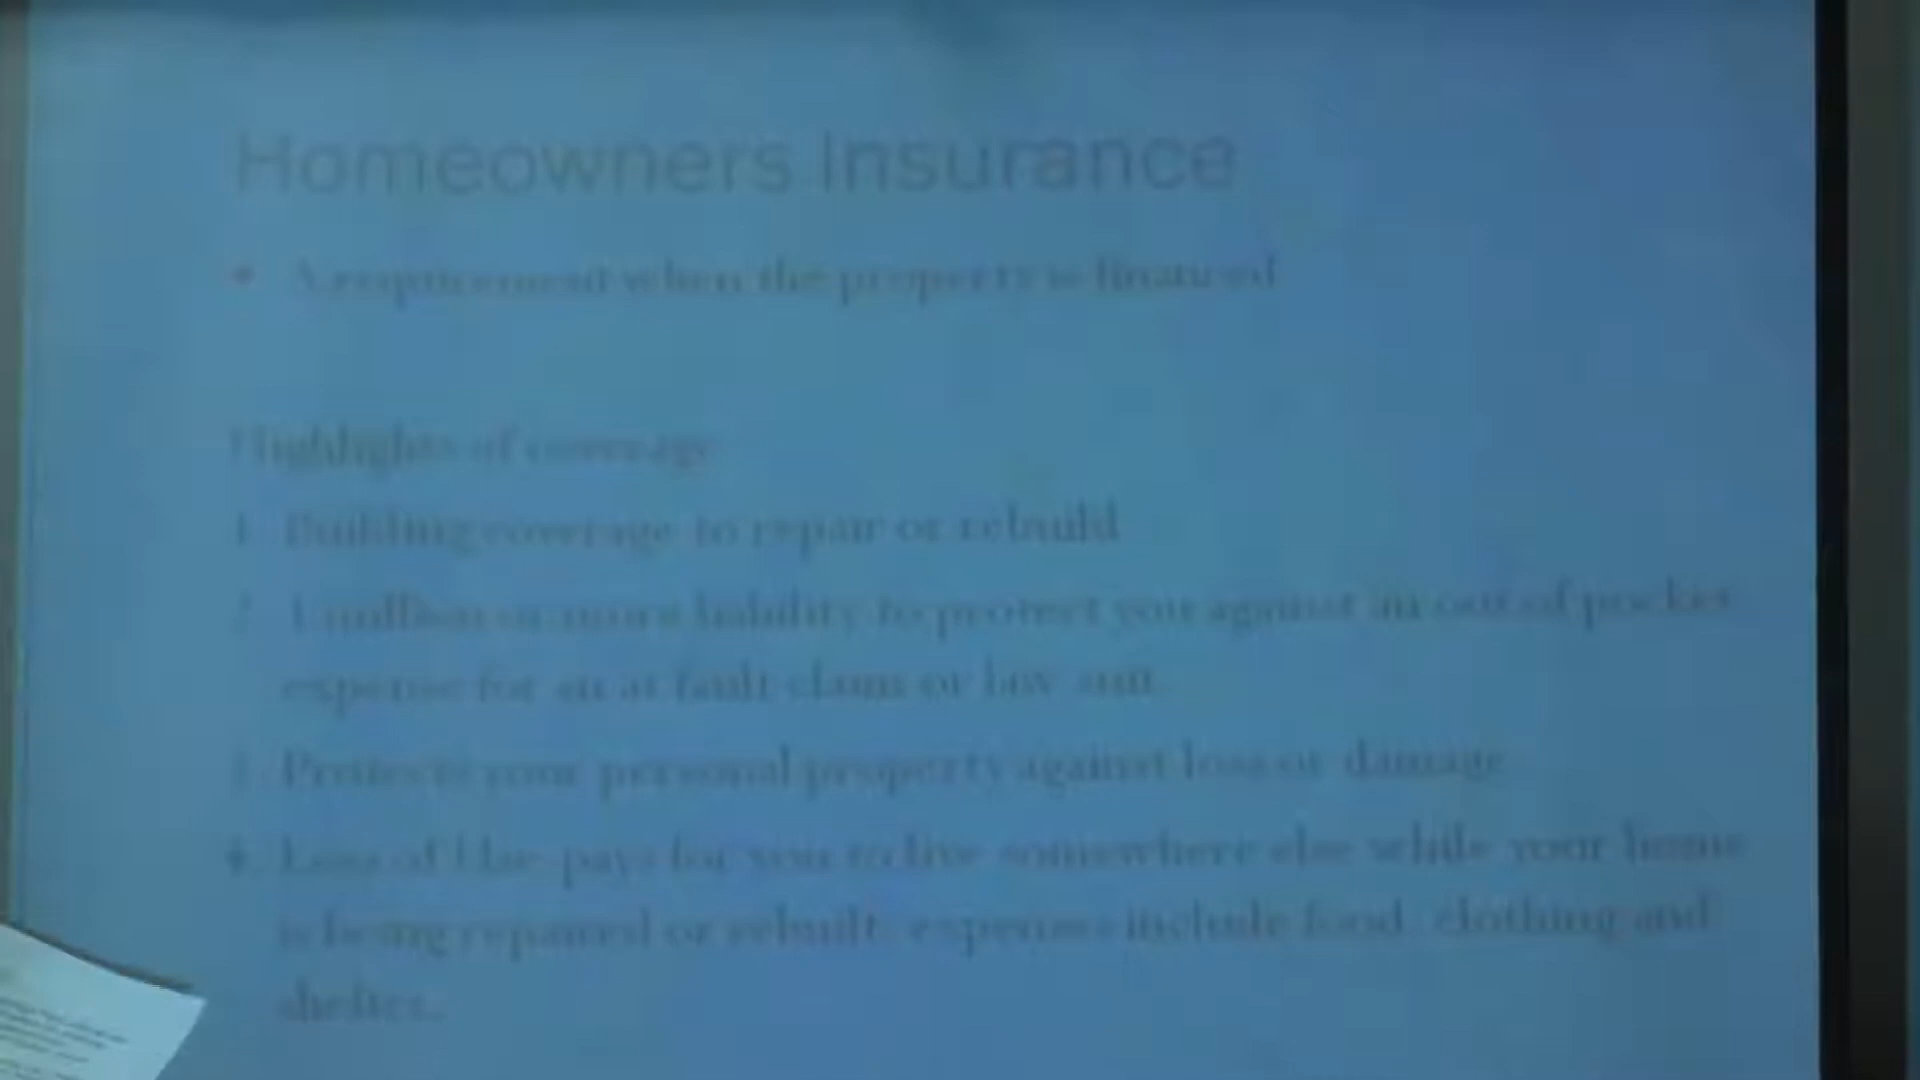 Homeowners Insurance
• A requirement when the property is financed
Highlights of coverage
1. Building coverage to repair or rebuild
2. 1 million or more liability to protect you against an out of pocket
expense for an at fault claim or law suit
3. Protects your personal property against loss or damage
4. Loss of Use-pays for you to live somewhere else while your home
is being repaired or rebuilt. expenses include food, clothing and
shelter.